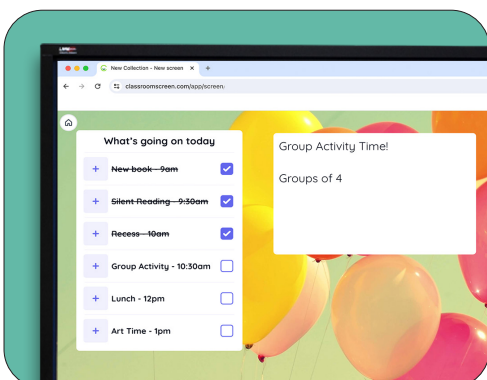 New Collection - New screen
classroomscreen.com/app/screen/
What's going on today
New book - 9am
Silent Reading - 9:30am
Recess - 10am
Group Activity - 10:30am
Lunch - 12pm
Art Time - 1pm
Group Activity Time!
Groups of 4